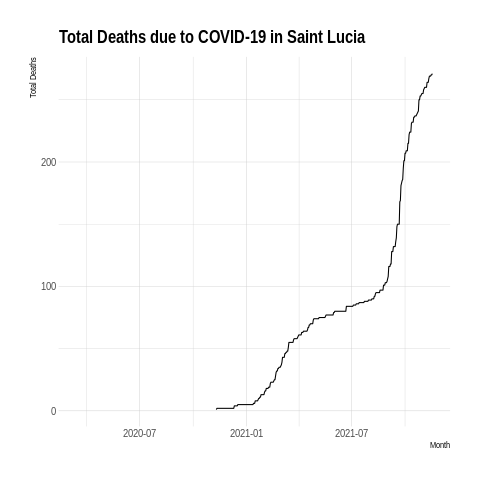 Total Deaths due to COVID-19 in Saint Lucia
Total Deaths
200
100
0
2020-07 2021-01 2021-07
Month